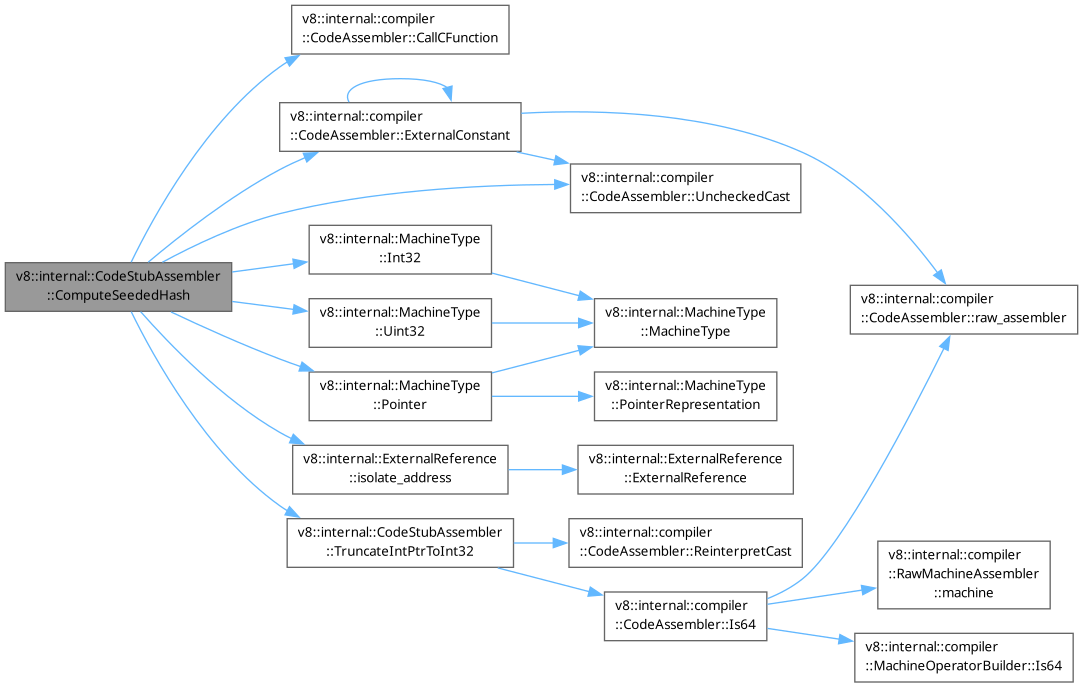 v8::internal::compiler
::CodeAssembler::CallCFunction
v8::internal::compiler
::CodeAssembler::ExternalConstant
v8::internal::compiler
::CodeAssembler::UncheckedCast
v8::internal::MachineType
::Int32
v8::internal::CodeStubAssembler
::ComputeSeededHash
v8::internal::MachineType
::Uint32
v8::internal::MachineType
::MachineType
v8::internal::compiler
::CodeAssembler::raw_assembler
v8::internal::MachineType
::Pointer
v8::internal::MachineType
::PointerRepresentation
v8::internal::ExternalReference
::isolate_address
v8::internal::ExternalReference
::ExternalReference
v8::internal::CodeStubAssembler
::TruncateIntPtrToInt32
v8::internal::compiler
::CodeAssembler::ReinterpretCast
v8::internal::compiler
::CodeAssembler::Is64
v8::internal::compiler
::RawMachineAssembler
::machine
v8::internal::compiler
::MachineOperatorBuilder::Is64